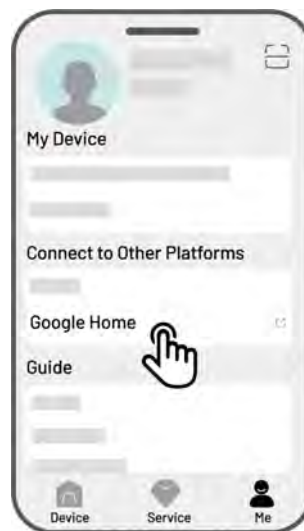 My Device
Connect to Other Platforms
Google Home
Guide
Device Service Me